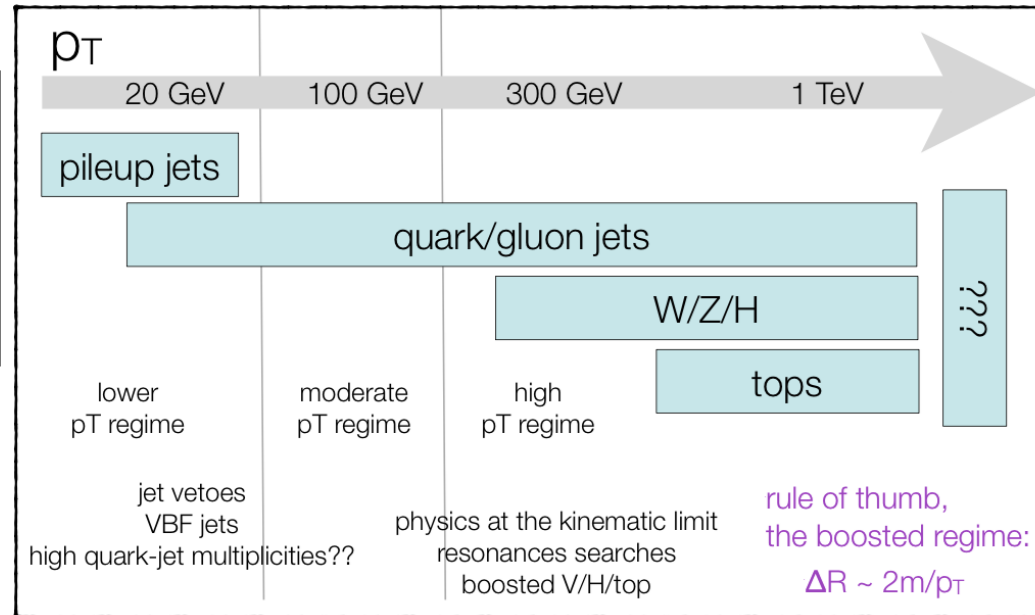 pT
20 GeV 100 GeV 300 GeV 1 TeV
pileup jets
quark/gluon jets
W/Z/H
tops
???
lower
pT regime
moderate
pT regime
high
pT regime
jet vetoes
VBF jets
high quark-jet multiplicities??
physics at the kinematic limit
resonances searches
boosted V/H/top
rule of thumb,
the boosted regime:
ΔR ~ 2m/pT